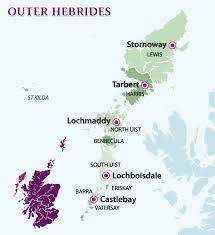 OUTER HEBRIDES
Stornoway
LEWIS
Tarbert
HARRIS
ST KILDA
Lochmaddy
NORTH UIST
BENBECULA
SOUTH UIST
Lochboisdale
ERISKAY
BARRA
Castlebay
VATERSAY